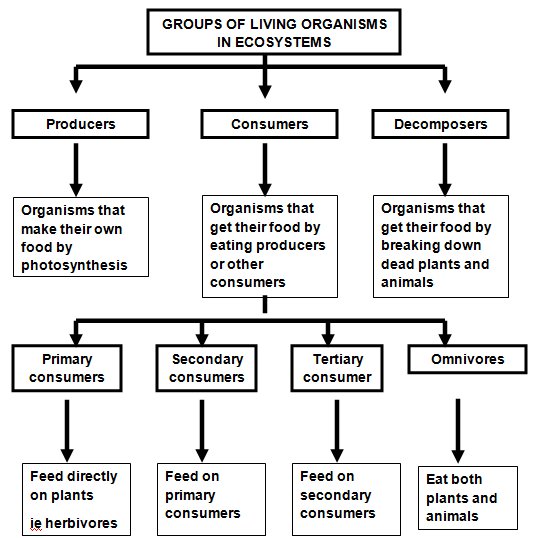 GROUPS OF LIVING ORGANISMS
IN ECOSYSTEMS
Producers
Consumers
Decomposers
Organisms that
make their own
food by
photosynthesis
Organisms that
get their food by
eating producers
or other
consumers
Organisms that
get their food by
breaking down
dead plants and
animals
Primary
consumers
Secondary
consumers
Tertiary
consumer
Omnivores
Feed directly
on plants
ie herbivores
Feed on
primary
consumers
Feed on
secondary
consumers
Eat both
plants and
animals